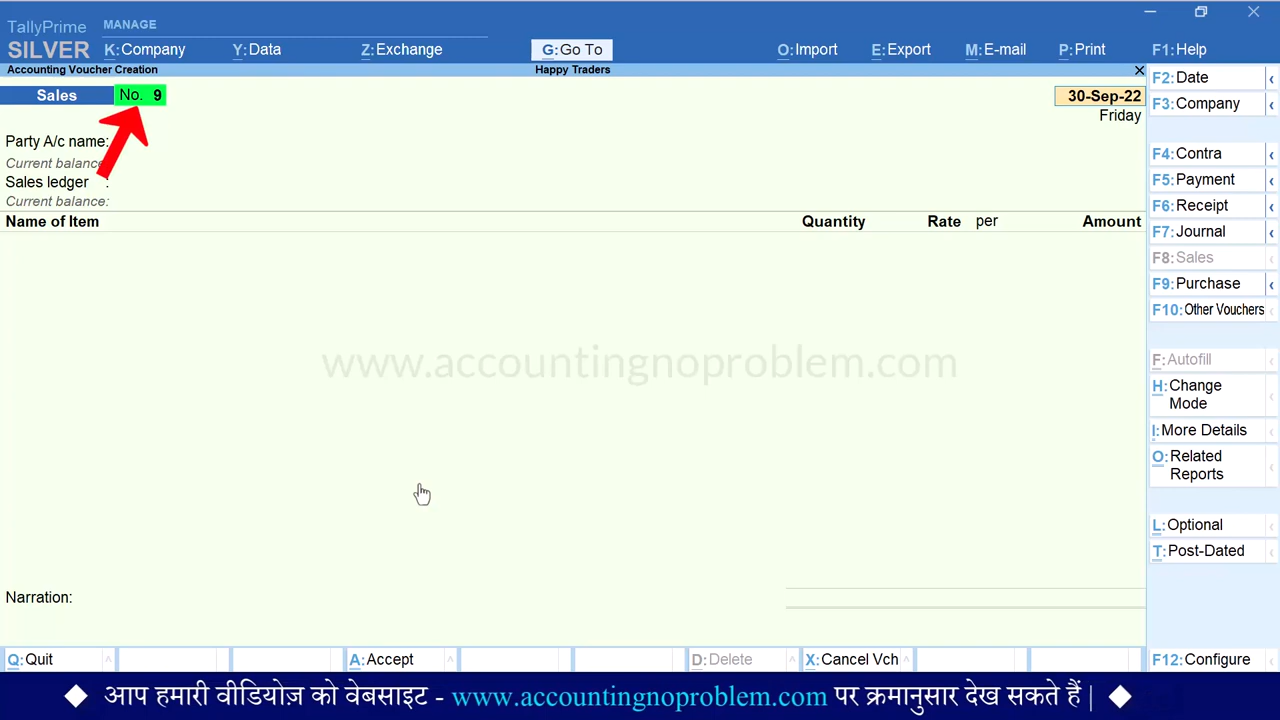 TallyPrime MANAGE
SILVER K:Company Y:Data Z:Exchange G:Go To O:Import E:Export M:E-mail P:Print F1:Help
Accounting Voucher Creation Happy Traders
Sales No. 9 30-Sep-22
Friday
Party A/c name:
Current balance:
Sales ledger :
Current balance:
Name of Item Quantity Rate per Amount
www.accountingnoproblem.com
Narration:
F2:Date
F3:Company
F4:Contra
F5:Payment
F6:Receipt
F7:Journal
F8:Sales
F9:Purchase
F10:Other Vouchers
F:Autofill
H:Change
Mode
I:More Details
O:Related
Reports
L:Optional
T:Post-Dated
Q:Quit A:Accept D:Delete X:Cancel Vch F12:Configure
आप हमारी वीडियोज़ को वेबसाइट - www.accountingnoproblem.com पर क्रमानुसार देख सकते हैं |